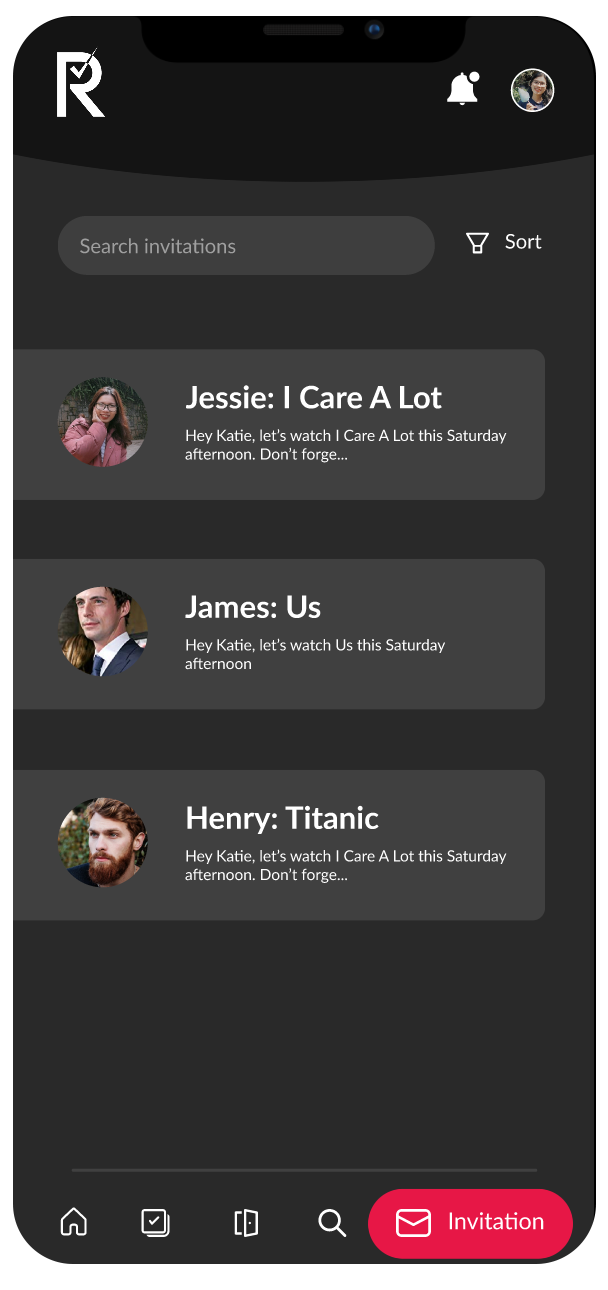 R
Search invitations
Sort
Jessie: I Care A Lot
Hey Katie, let's watch I Care A Lot this Saturday
afternoon. Don't forge...
James: Us
Hey Katie, let's watch Us this Saturday
afternoon
Henry: Titanic
Hey Katie, let's watch I Care A Lot this Saturday
afternoon. Don't forge...
Invitation